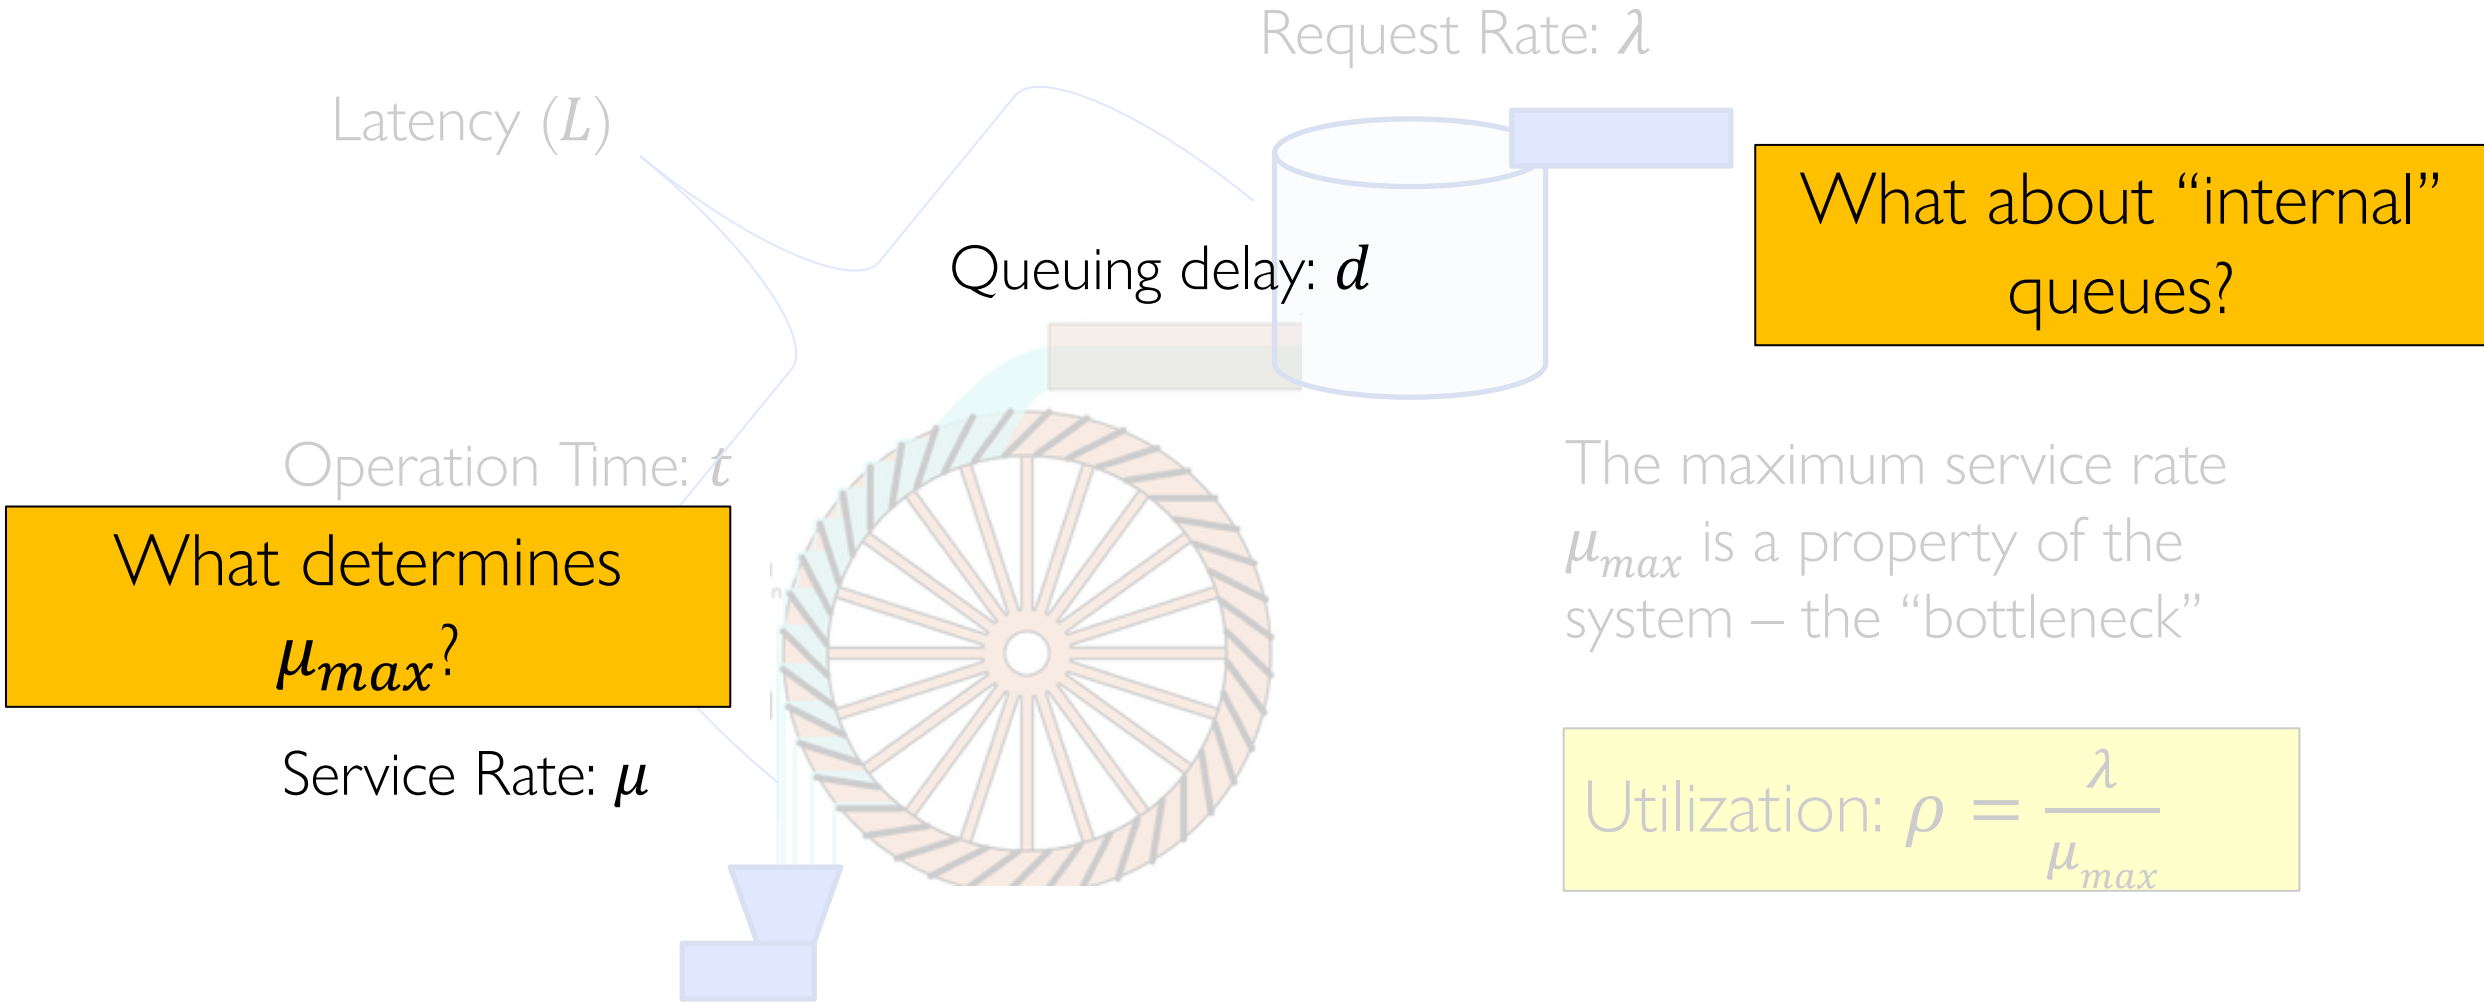 Request Rate: λ
Latency (L)
What about “internal”
queues?
Queuing delay: d
Operation Time: t
The maximum service rate
μmax is a property of the
system – the “bottleneck”
What determines
μmax?
Service Rate: μ
Utilization: ρ = λ / μmax
n